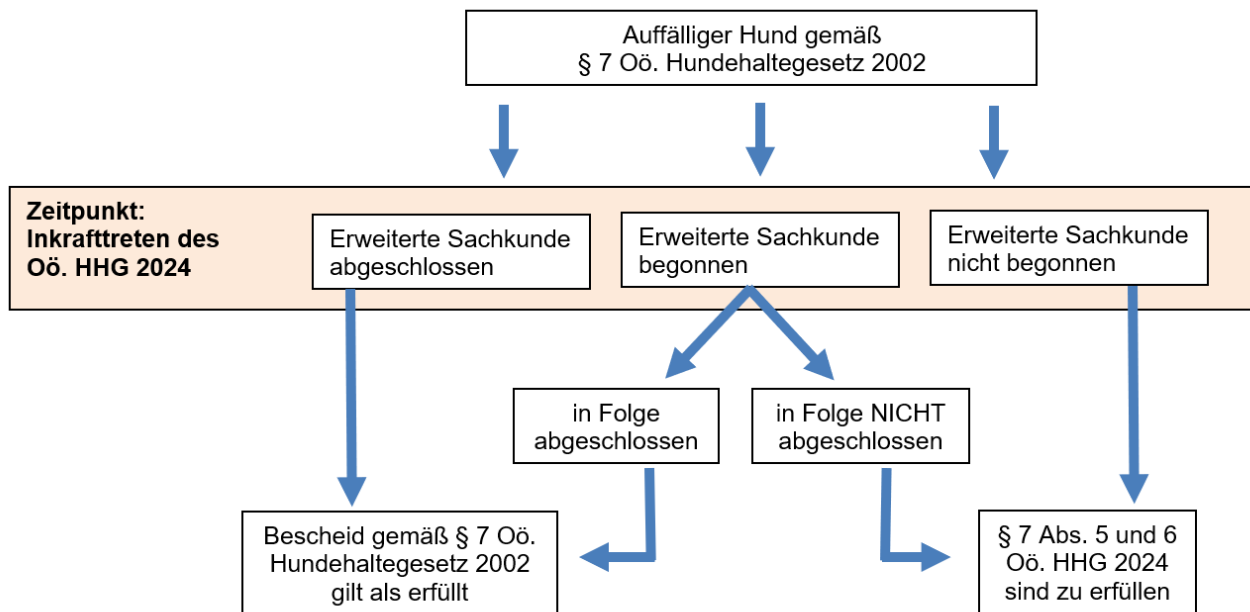 Auffälliger Hund gemäß
§ 7 Oö. Hundehaltegesetz 2002
Zeitpunkt:
Inkrafttreten des
Oö. HHG 2024
Erweiterte Sachkunde
abgeschlossen
Erweiterte Sachkunde
begonnen
Erweiterte Sachkunde
nicht begonnen
in Folge
abgeschlossen
in Folge NICHT
abgeschlossen
Bescheid gemäß § 7 Oö.
Hundehaltegesetz 2002
gilt als erfüllt
§ 7 Abs. 5 und 6
Oö. HHG 2024
sind zu erfüllen